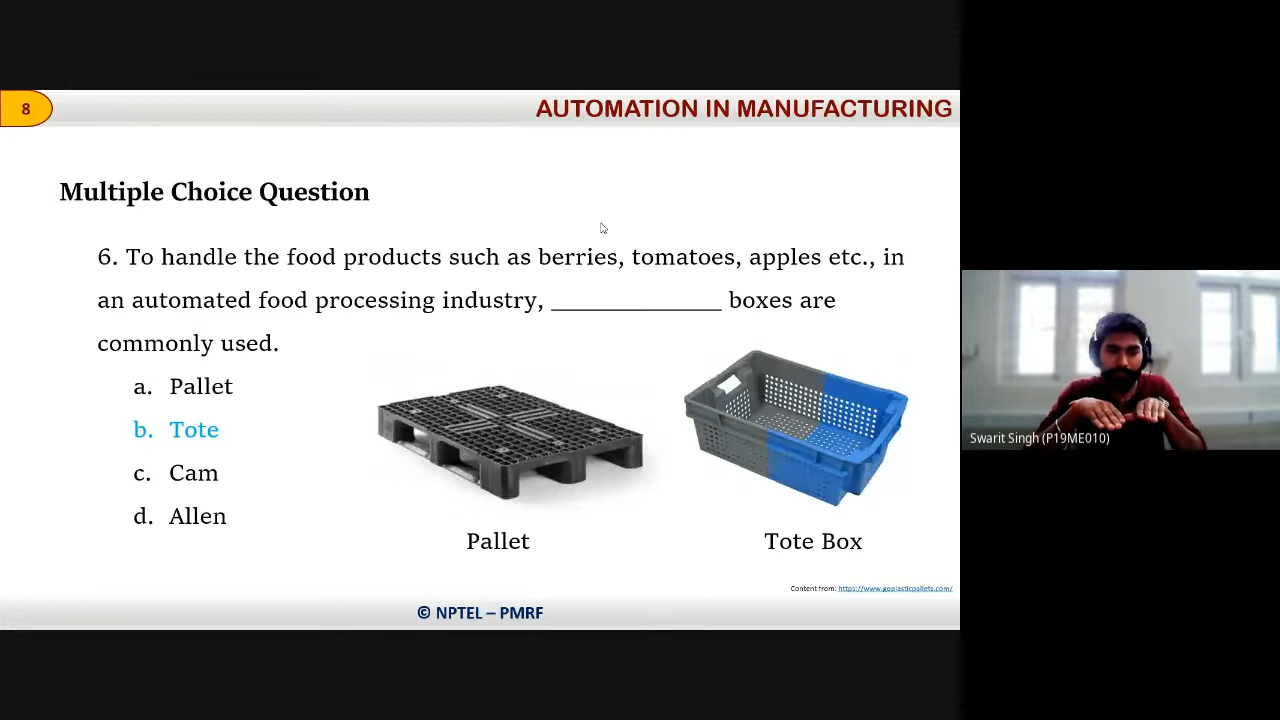 8
AUTOMATION IN MANUFACTURING
Multiple Choice Question
6. To handle the food products such as berries, tomatoes, apples etc., in
an automated food processing industry, ______________ boxes are
commonly used.
a. Pallet
b. Tote
c. Cam
d. Allen
Pallet
Tote Box
Content from: https://www.goplasticpallets.com/
© NPTEL – PMRF
Swarit Singh (P19ME010)